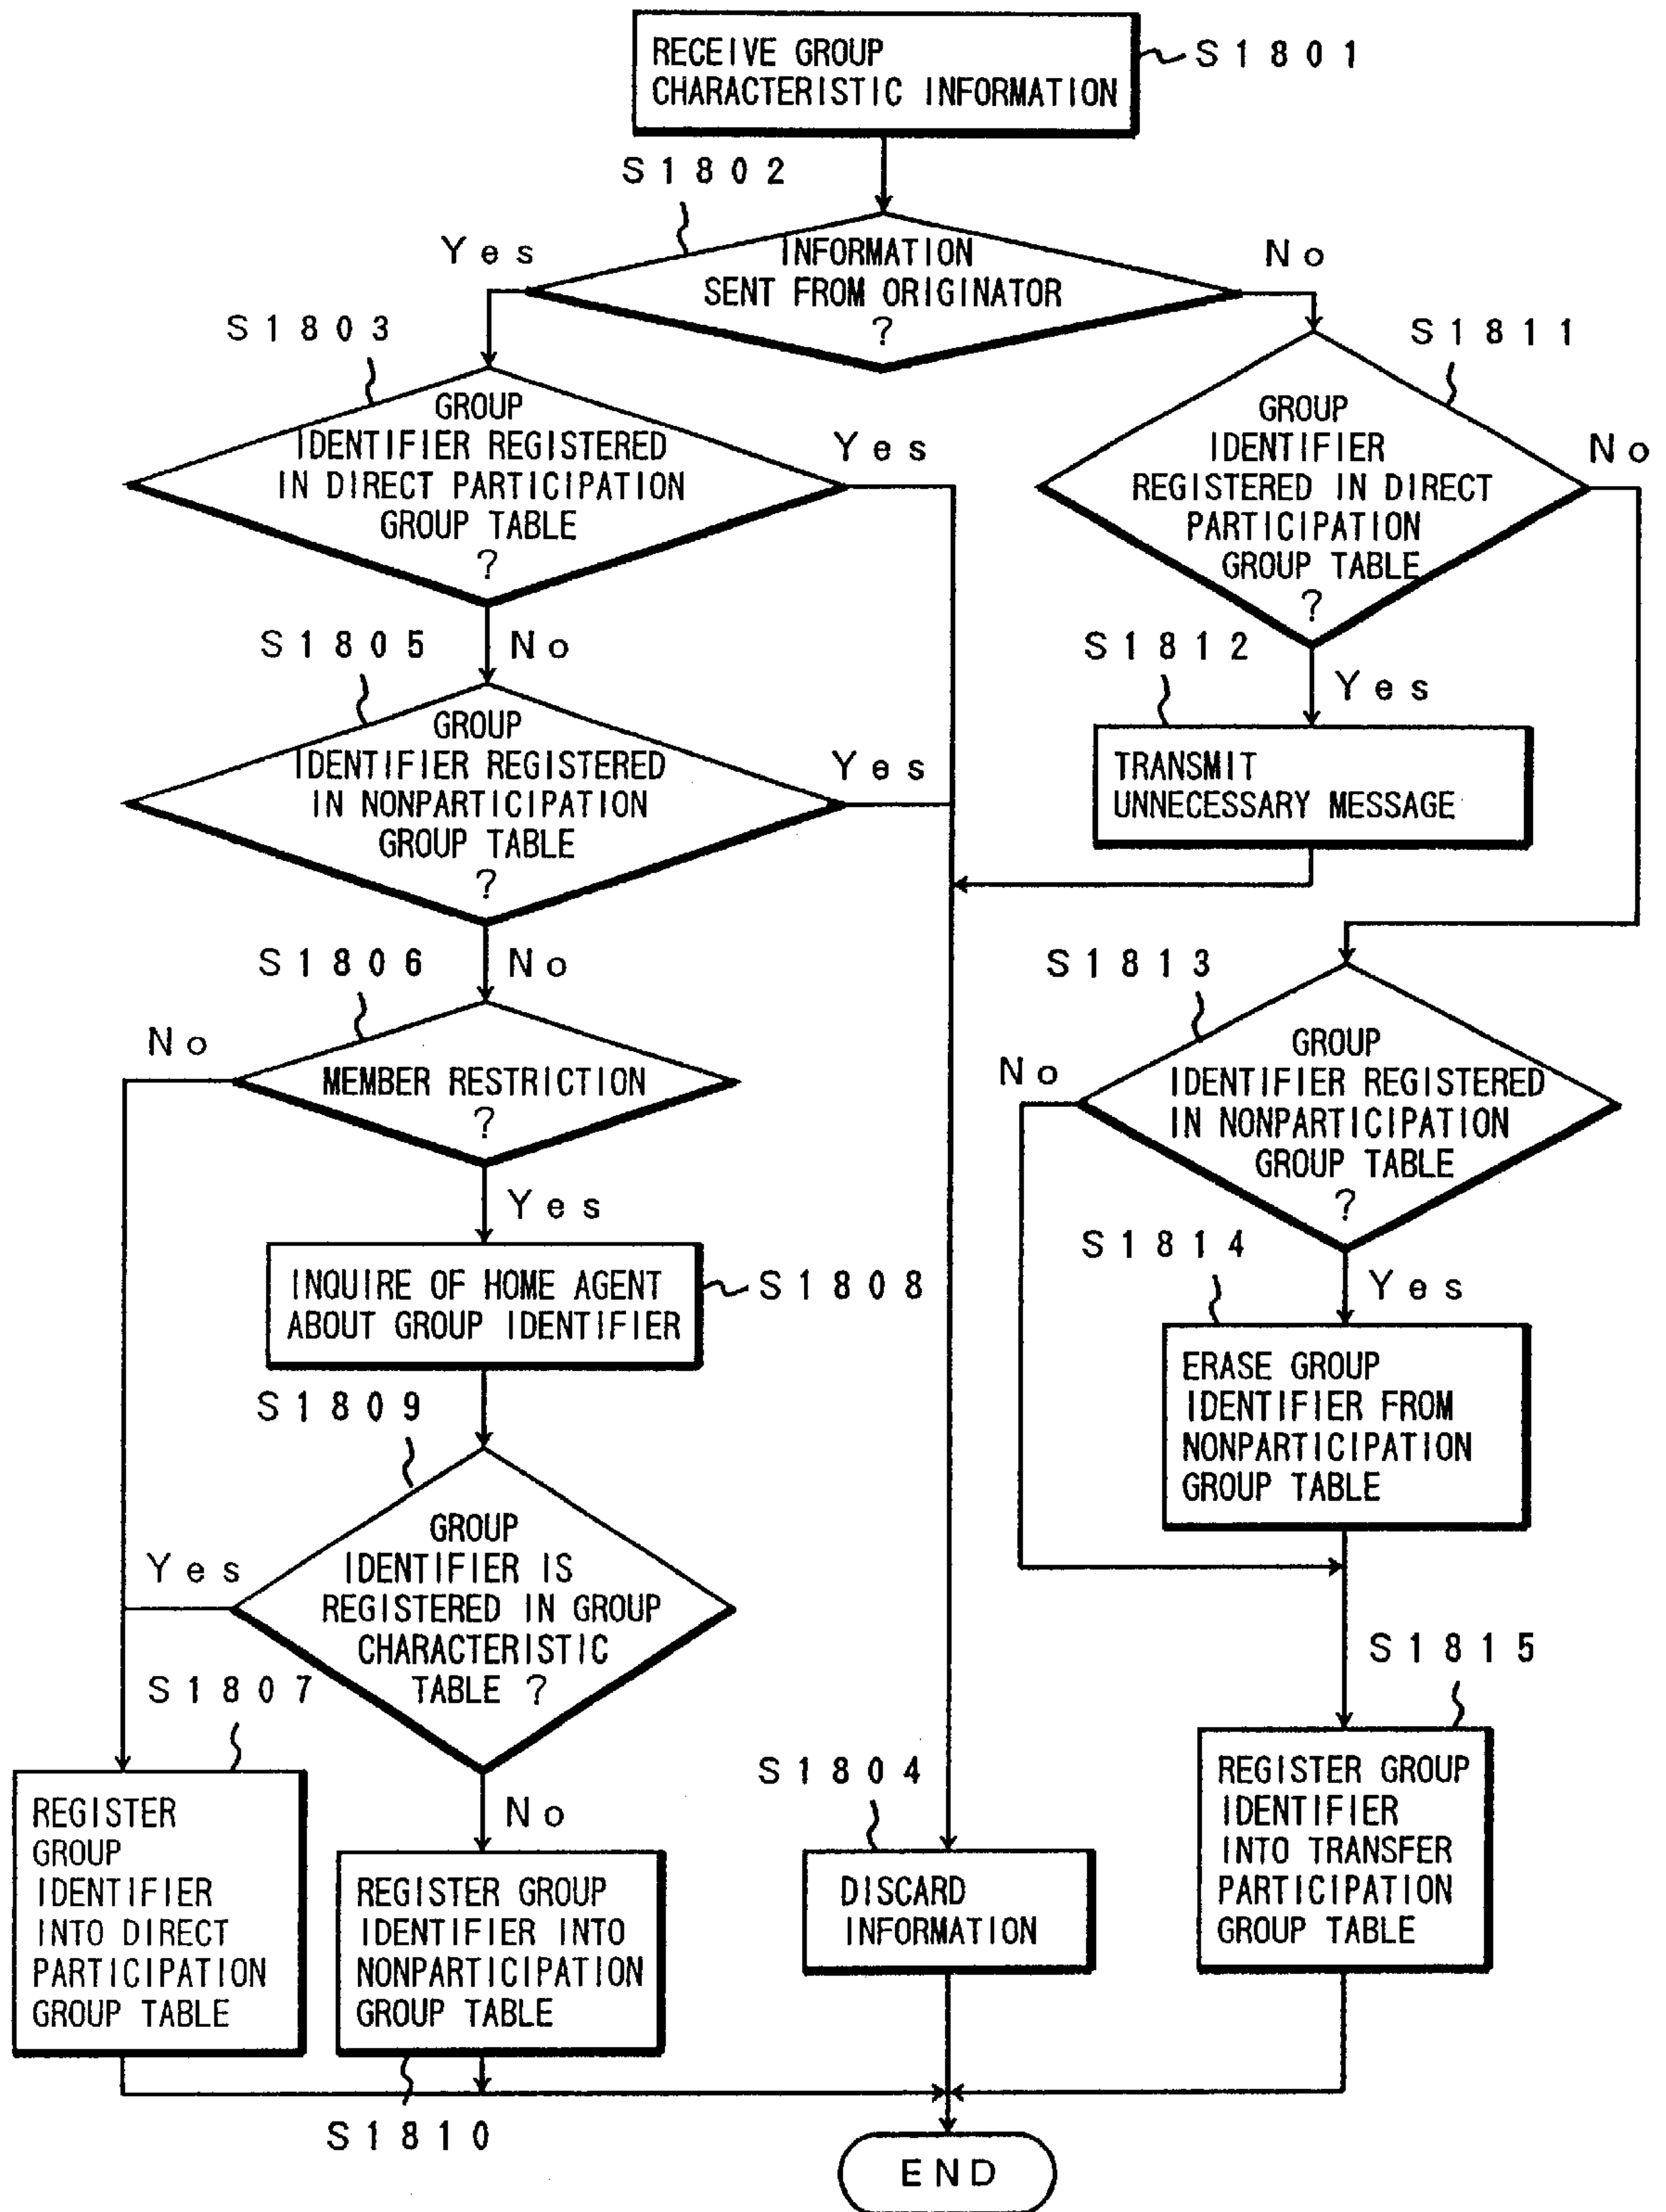 RECEIVE GROUP
CHARACTERISTIC INFORMATION
S1801
S1802
INFORMATION
SENT FROM ORIGINATOR
?
Yes
No
S1803
GROUP
IDENTIFIER REGISTERED
IN DIRECT PARTICIPATION
GROUP TABLE
?
Yes
No
S1811
GROUP
IDENTIFIER
REGISTERED IN DIRECT
PARTICIPATION
GROUP TABLE
?
No
Yes
S1805
GROUP
IDENTIFIER REGISTERED
IN NONPARTICIPATION
GROUP TABLE
?
Yes
No
S1812
TRANSMIT
UNNECESSARY MESSAGE
S1806
MEMBER RESTRICTION
?
No
Yes
S1813
GROUP
IDENTIFIER REGISTERED
IN NONPARTICIPATION
GROUP TABLE
?
No
Yes
INQUIRE OF HOME AGENT
ABOUT GROUP IDENTIFIER
S1808
S1814
ERASE GROUP
IDENTIFIER FROM
NONPARTICIPATION
GROUP TABLE
S1809
GROUP
IDENTIFIER IS
REGISTERED IN GROUP
CHARACTERISTIC
TABLE ?
Yes
No
S1807
REGISTER
GROUP
IDENTIFIER
INTO DIRECT
PARTICIPATION
GROUP TABLE
REGISTER GROUP
IDENTIFIER INTO
NONPARTICIPATION
GROUP TABLE
S1810
S1804
DISCARD
INFORMATION
S1815
REGISTER GROUP
IDENTIFIER
INTO TRANSFER
PARTICIPATION
GROUP TABLE
END